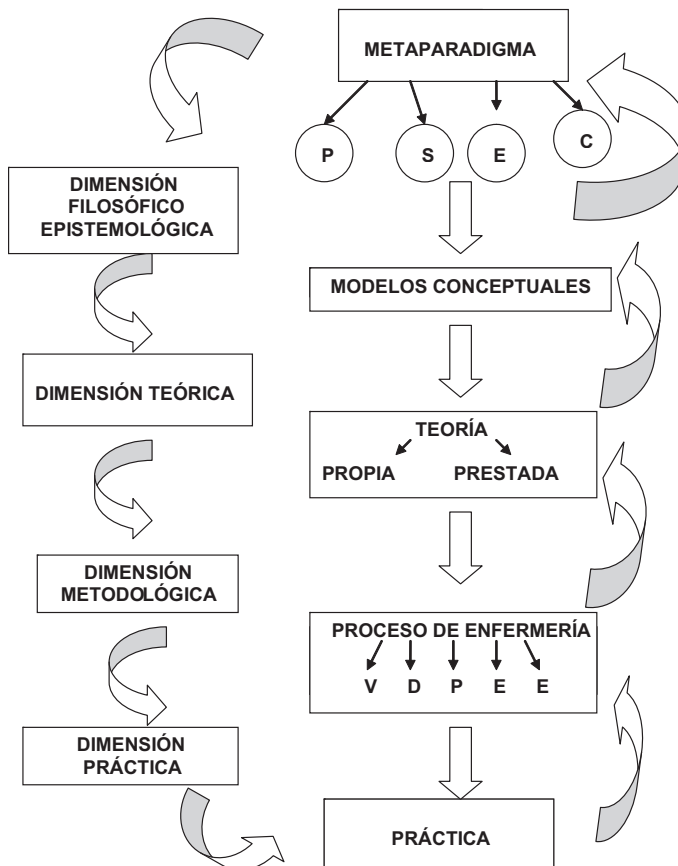 METAPARADIGMA
P S E C
DIMENSIÓN
FILOSÓFICO
EPISTEMOLÓGICA
MODELOS CONCEPTUALES
DIMENSIÓN TEÓRICA
TEORÍA
PROPIA PRESTADA
DIMENSIÓN
METODOLÓGICA
PROCESO DE ENFERMERÍA
V D P E E
DIMENSIÓN
PRÁCTICA
PRÁCTICA